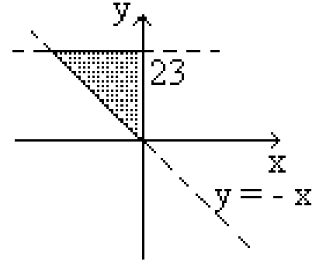 y
23
x
y = - x